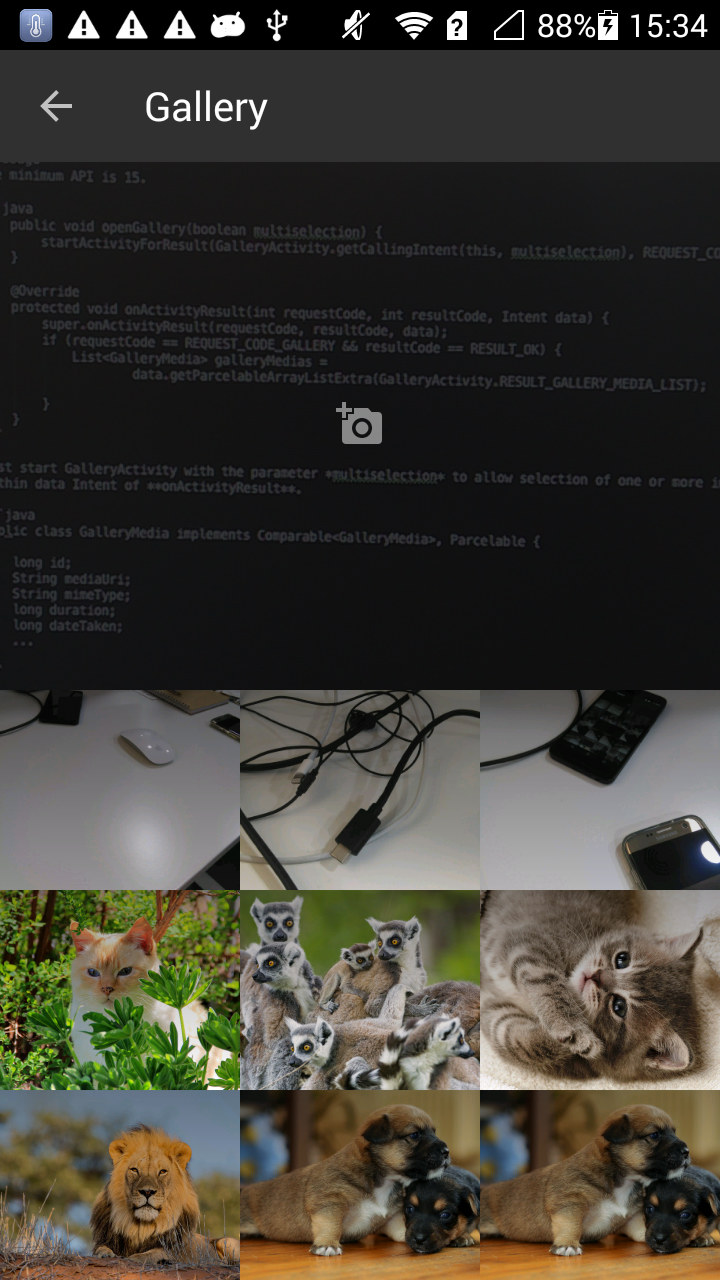 88% 15:34
Gallery
minimum API is 15.
java
public void openGallery(boolean multiselection) {
startActivityForResult(GalleryActivity.getCallingIntent(this, multiselection), REQUEST_CO
}
@Override
protected void onActivityResult(int requestCode, int resultCode, Intent data) {
super.onActivityResult(requestCode, resultCode, data);
if (requestCode == REQUEST_CODE_GALLERY && resultCode == RESULT_OK) {
List<GalleryMedia> galleryMedias =
data.getParcelableArrayListExtra(GalleryActivity.RESULT_GALLERY_MEDIA_LIST);
}
}
st start GalleryActivity with the parameter *multiselection* to allow selection of one or more i
thin data Intent of **onActivityResult**.
java
blic class GalleryMedia implements Comparable<GalleryMedia>, Parcelable {
long id;
String mediaUri;
String mimeType;
long duration;
long dateTaken;
...